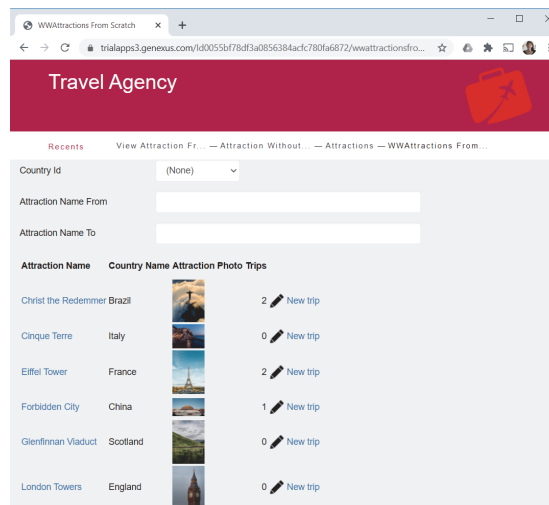 WWAttractions From Scratch
trialapps3.genexus.com/Id0055bf78df3a0856384acfc780fa6872/wwattractionsfro...
Travel Agency
Recents View Attraction Fr... — Attraction Without... — Attractions — WWAttractions From...
Country Id (None)
Attraction Name From
Attraction Name To
Attraction Name Country Name Attraction Photo Trips
Christ the Redemmer Brazil 2 New trip
Cinque Terre Italy 0 New trip
Eiffel Tower France 2 New trip
Forbidden City China 1 New trip
Glenfinnan Viaduct Scotland 0 New trip
London Towers England 0 New trip